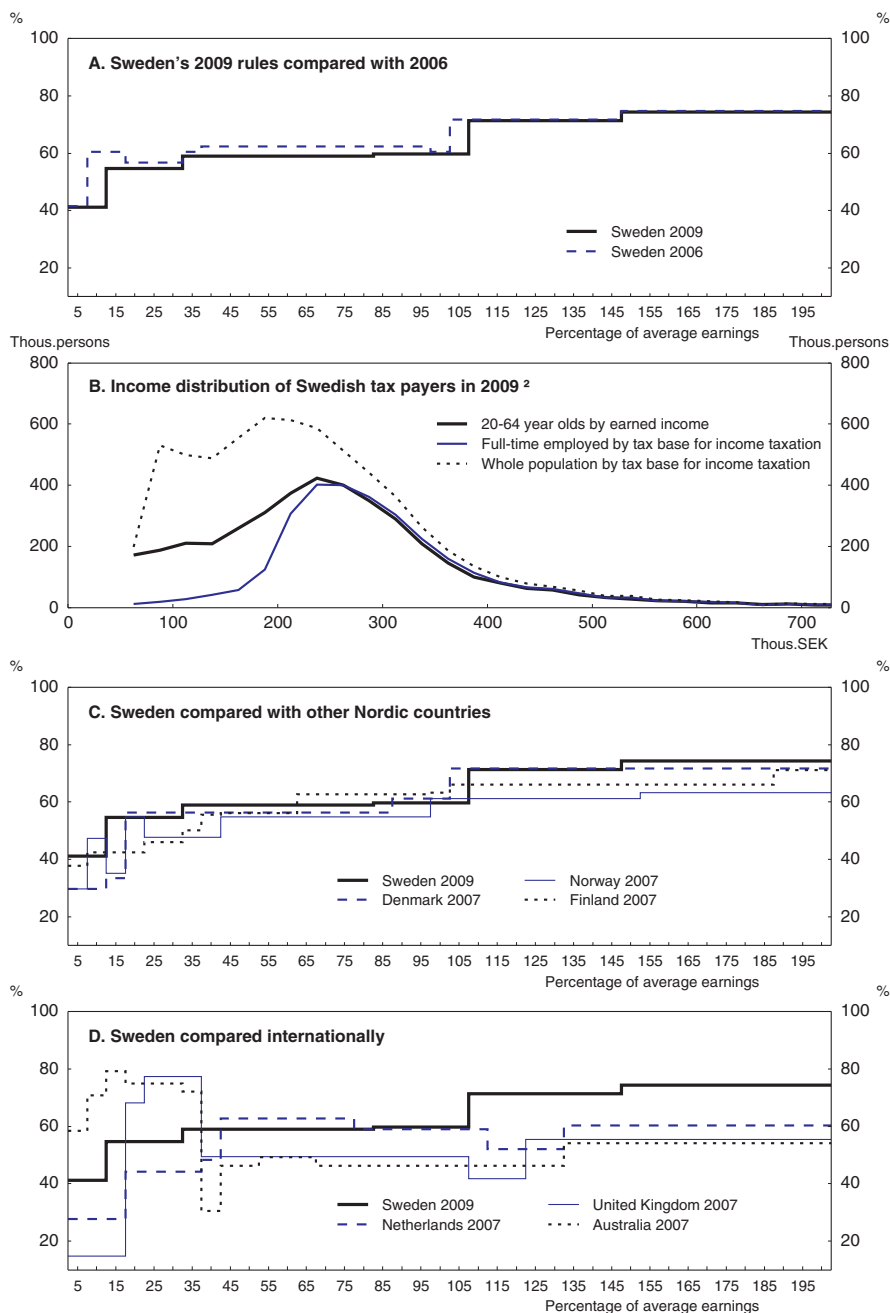 % %
A. Sweden's 2009 rules compared with 2006
100 100
80 80
60 60
40 40
20 20
Sweden 2009
Sweden 2006
5 15 25 35 45 55 65 75 85 95 105 115 125 135 145 155 165 175 185 195
Percentage of average earnings
Thous.persons Thous.persons
800 800
B. Income distribution of Swedish tax payers in 2009 ²
600 600
400 400
200 200
0 0
20-64 year olds by earned income
Full-time employed by tax base for income taxation
Whole population by tax base for income taxation
0 100 200 300 400 500 600 700
Thous.SEK
% %
100 100
C. Sweden compared with other Nordic countries
80 80
60 60
40 40
20 20
Sweden 2009 Norway 2007
Denmark 2007 Finland 2007
5 15 25 35 45 55 65 75 85 95 105 115 125 135 145 155 165 175 185 195
Percentage of average earnings
% %
100 100
D. Sweden compared internationally
80 80
60 60
40 40
20 20
Sweden 2009 United Kingdom 2007
Netherlands 2007 Australia 2007
5 15 25 35 45 55 65 75 85 95 105 115 125 135 145 155 165 175 185 195
Percentage of average earnings